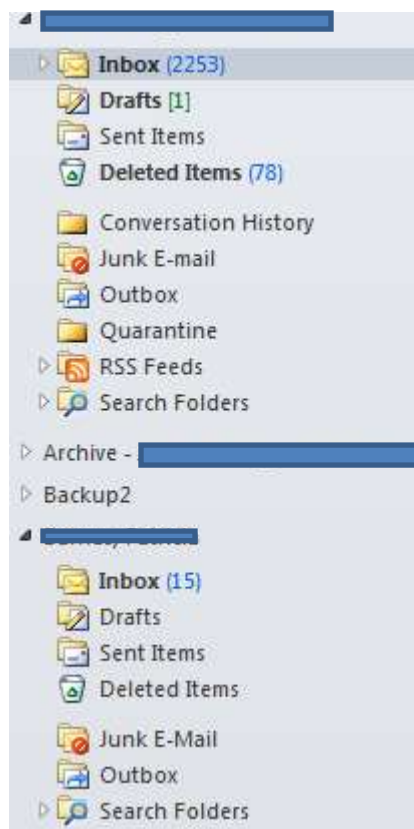 Inbox (2253)
Drafts [1]
Sent Items
Deleted Items (78)
Conversation History
Junk E-mail
Outbox
Quarantine
RSS Feeds
Search Folders
Archive -
Backup2
Inbox (15)
Drafts
Sent Items
Deleted Items
Junk E-Mail
Outbox
Search Folders